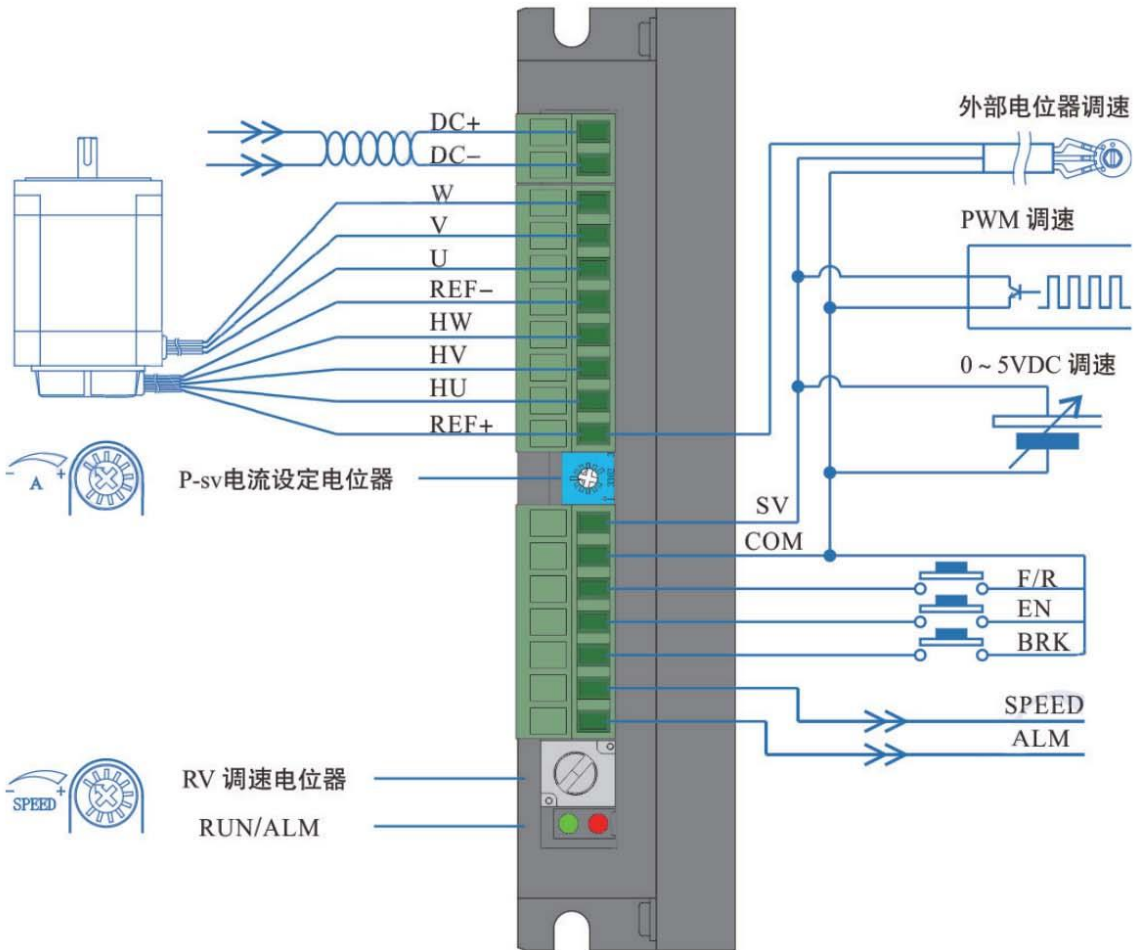 DC+
DC-
W
V
U
REF-
HW
HV
HU
REF+
- A +
P-sv电流设定电位器
外部电位器调速
PWM 调速
0~5VDC 调速
SV
COM
F/R
EN
BRK
SPEED
ALM
- SPEED +
RV 调速电位器
RUN/ALM